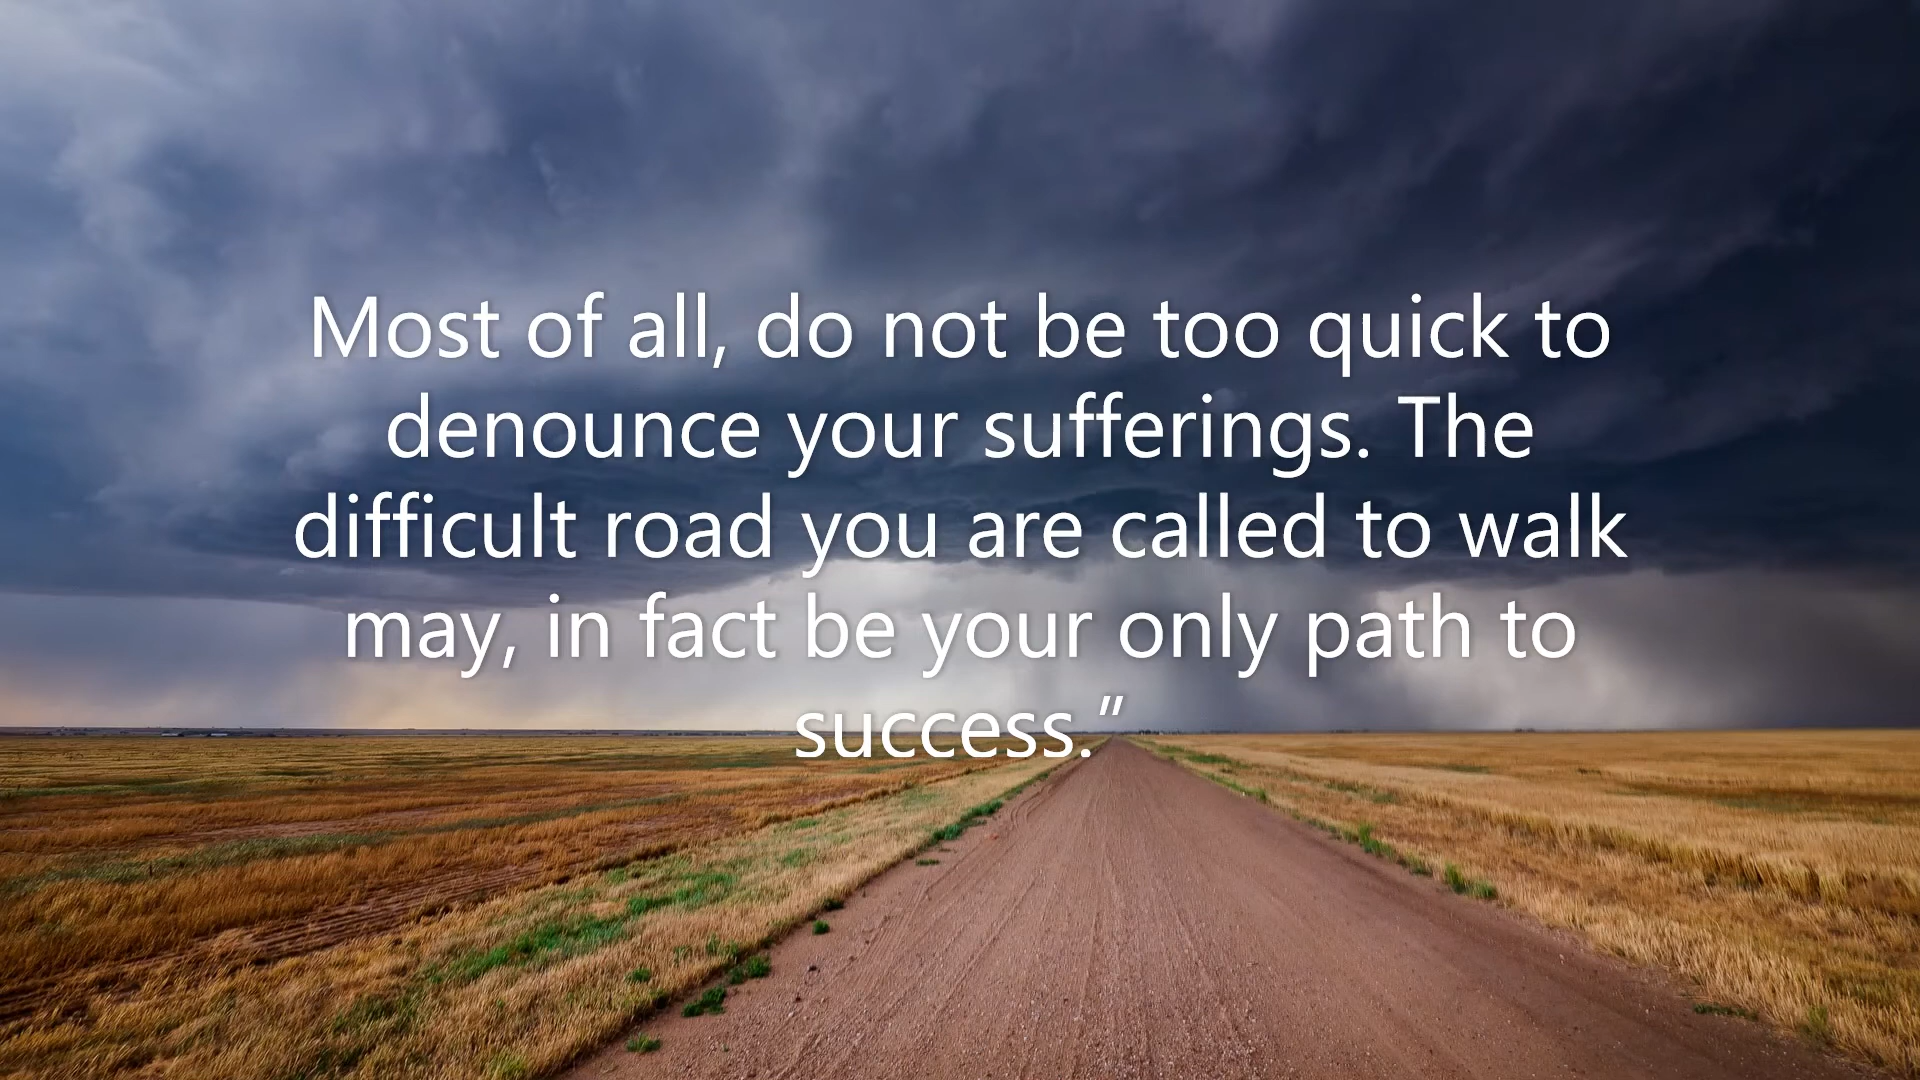 Most of all, do not be too quick to
denounce your sufferings. The
difficult road you are called to walk
may, in fact be your only path to
success.”